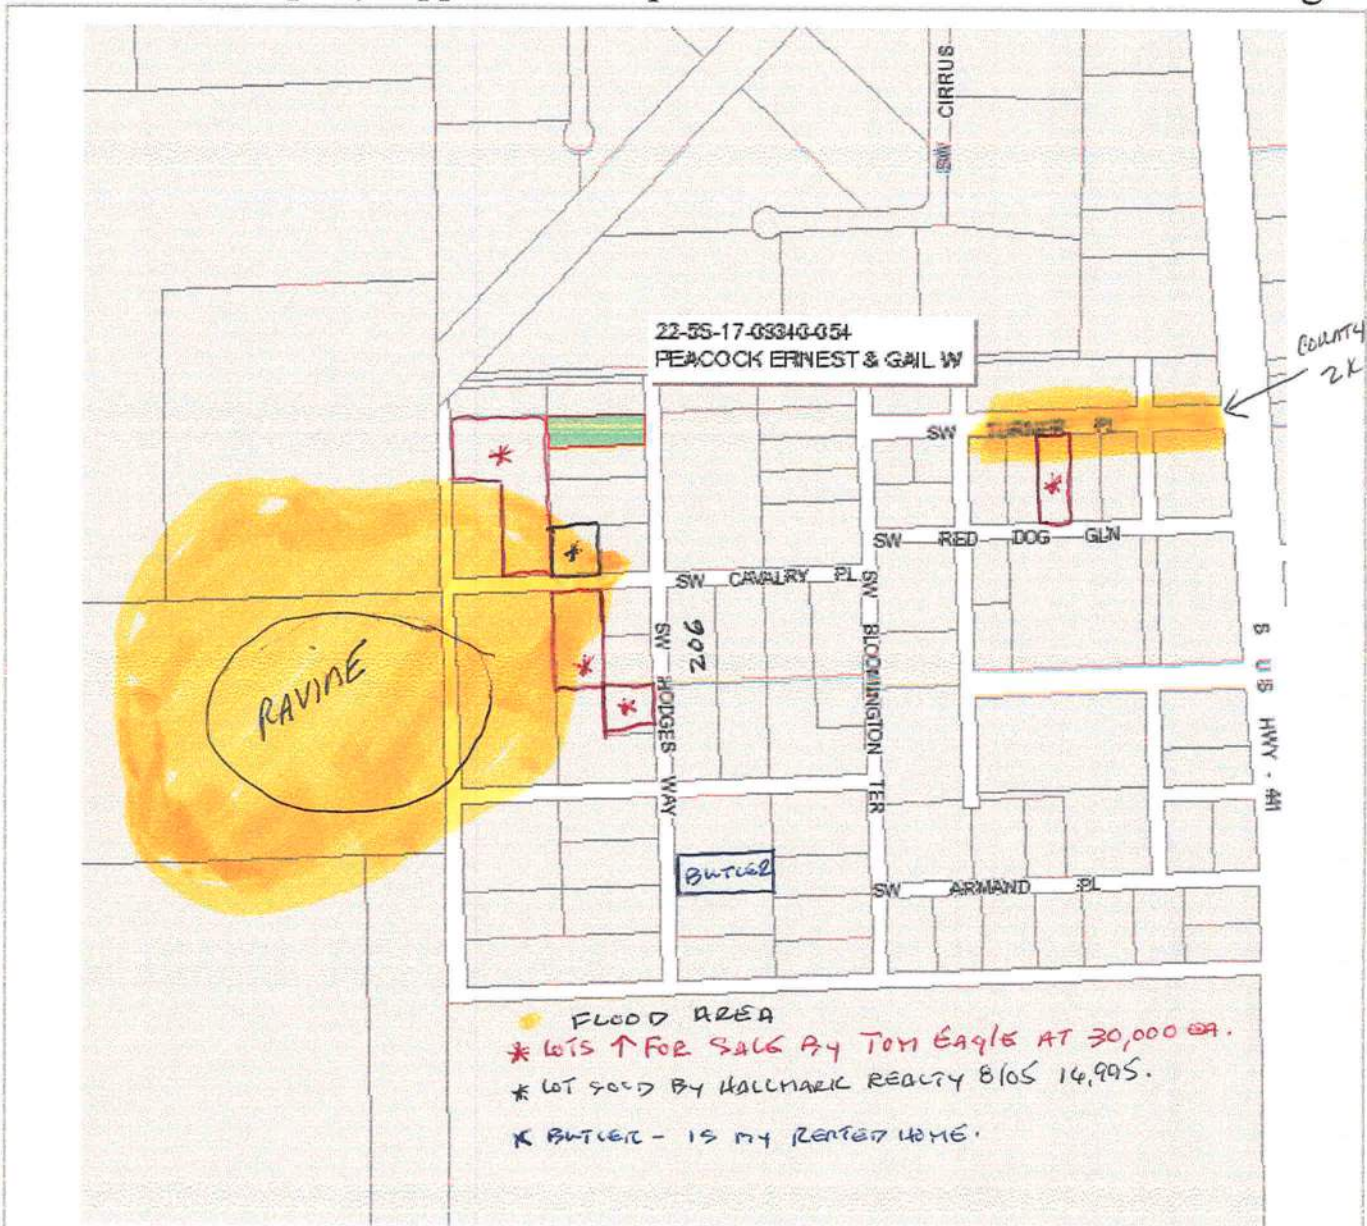 SW CIRRUS
22-5S-17-09340-054
PEACOCK ERNEST & GAIL W
COUNTY
2X
SW TURNER PL
SW RED DOG GLN
SW CAVALRY PL
SW HODGES WAY
206
SW BLOOMINGTON TER
S US HWY - 441
RAVINE
BUTLER
SW ARMAND PL
FLOOD AREA
* LOTS ↑ FOR SALE By TOM EAglE AT 30,000 EA.
* LOT SOLD By HALLMARK REALTY 8/05 14,995.
* BUTLER - IS MY RENTED HOME.